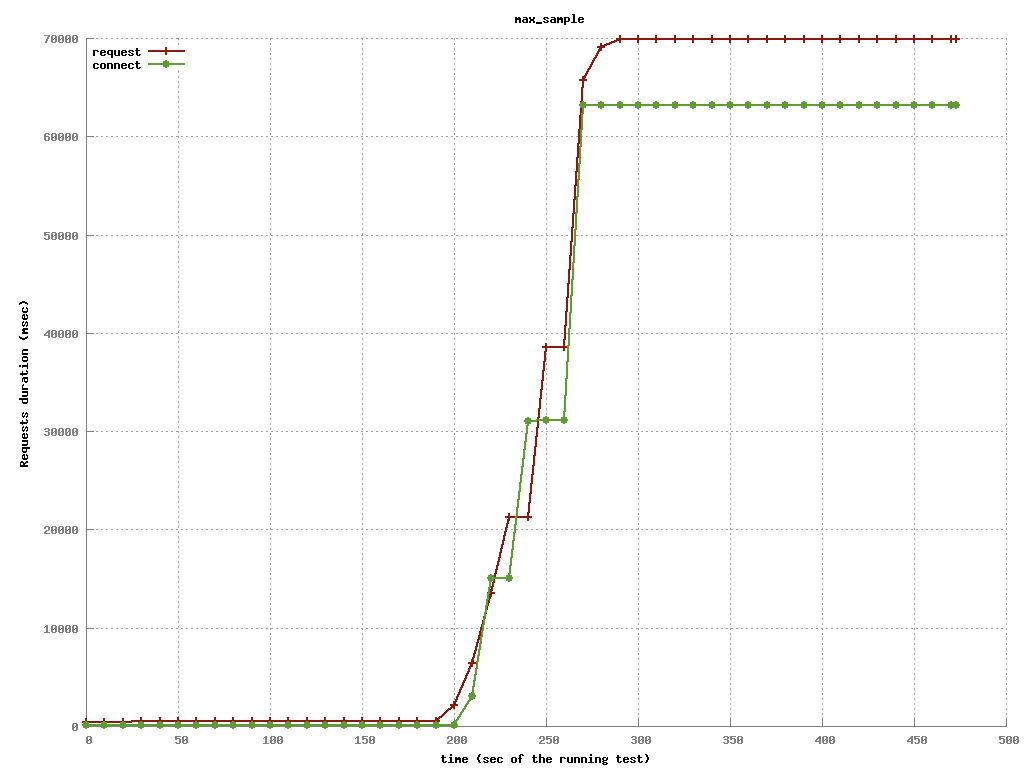 max_sample
70000
request
connect
60000
50000
40000
30000
20000
10000
0
Requests duration (msec)
0 50 100 150 200 250 300 350 400 450 500
time (sec of the running test)